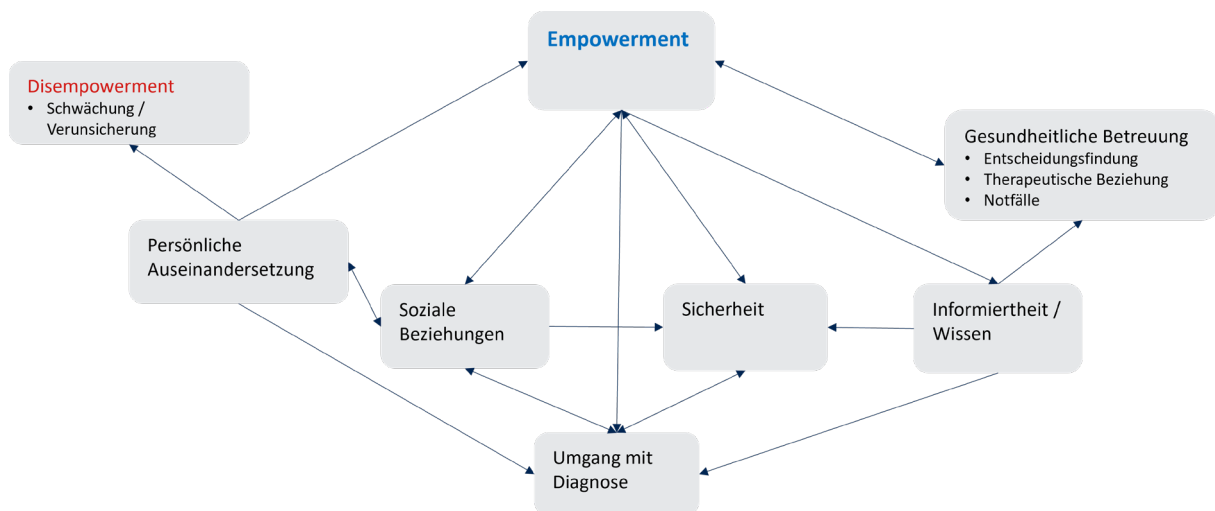 Empowerment
Disempowerment
• Schwächung /
Verunsicherung
Gesundheitliche Betreuung
• Entscheidungsfindung
• Therapeutische Beziehung
• Notfälle
Persönliche
Auseinandersetzung
Soziale
Beziehungen
Sicherheit
Informiertheit /
Wissen
Umgang mit
Diagnose